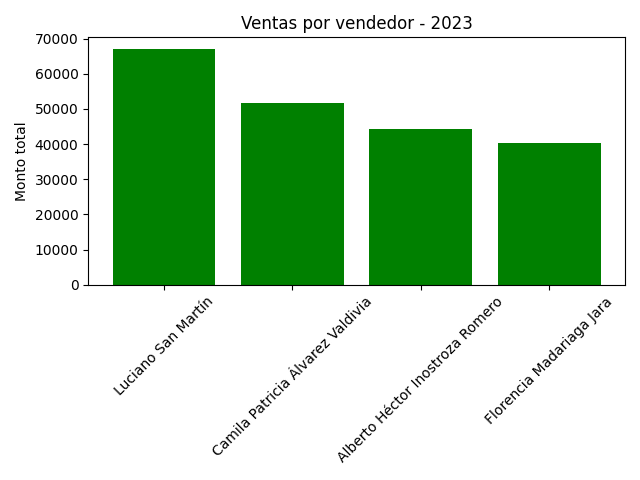 Ventas por vendedor - 2023
Monto total
70000
60000
50000
40000
30000
20000
10000
0
Luciano San Martín
Camila Patricia Álvarez Valdivia
Alberto Héctor Inostroza Romero
Florencia Madariaga Jara